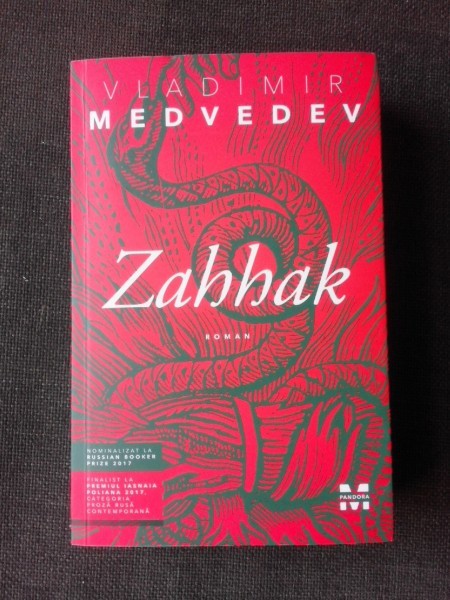 VLADIMIR
MEDVEDEV
Zahhak
ROMAN
NOMINALIZAT LA
RUSSIAN BOOKER
PRIZE 2017
FINALIST LA
PREMIUL IASNAIA
POLIANA 2017,
CATEGORIA
PROZĂ RUSĂ
CONTEMPORANĂ
M
PANDORA